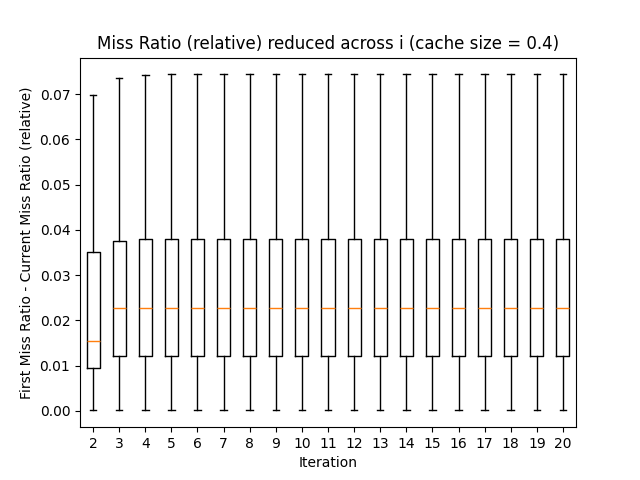 Miss Ratio (relative) reduced across i (cache size = 0.4)
First Miss Ratio - Current Miss Ratio (relative)
0.07
0.06
0.05
0.04
0.03
0.02
0.01
0.00
2 3 4 5 6 7 8 9 10 11 12 13 14 15 16 17 18 19 20
Iteration